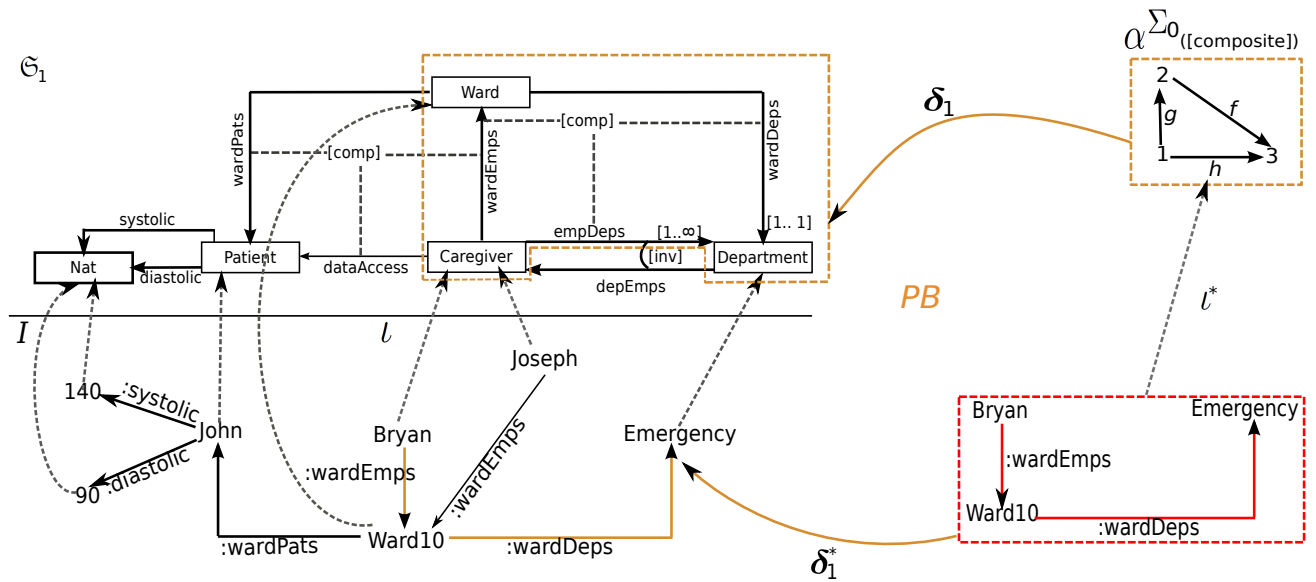 α^Σ0([composite])
𝔖1
Ward
2
g
f
1
3
h
δ1
[comp]
[comp]
wardPats
wardEmps
wardDeps
systolic
empDeps
[1..∞]
[1.. 1]
Nat
Patient
Caregiver
Department
diastolic
dataAccess
[inv]
depEmps
PB
ι*
I
ι
Joseph
140
:systolic
John
Bryan
Emergency
Bryan
Emergency
:wardEmps
:wardEmps
:wardEmps
90
:diastolic
Ward10
:wardPats
Ward10
:wardDeps
:wardDeps
δ1*